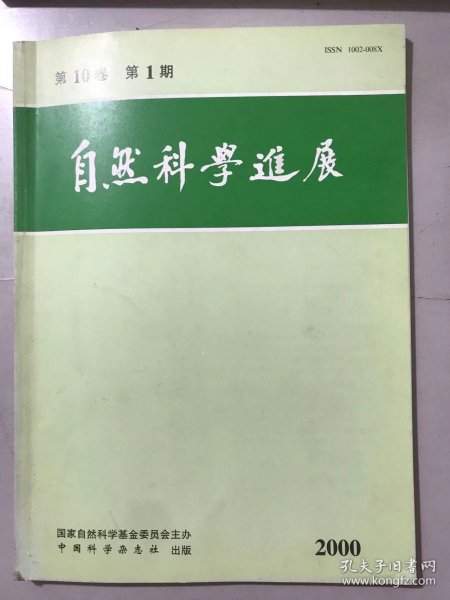 ISSN 1002-008X
第10卷 第1期
自然科學進展
国家自然科学基金委员会主办
中国科学杂志社 出版
2000
孔夫子旧书网
www.kongfz.com